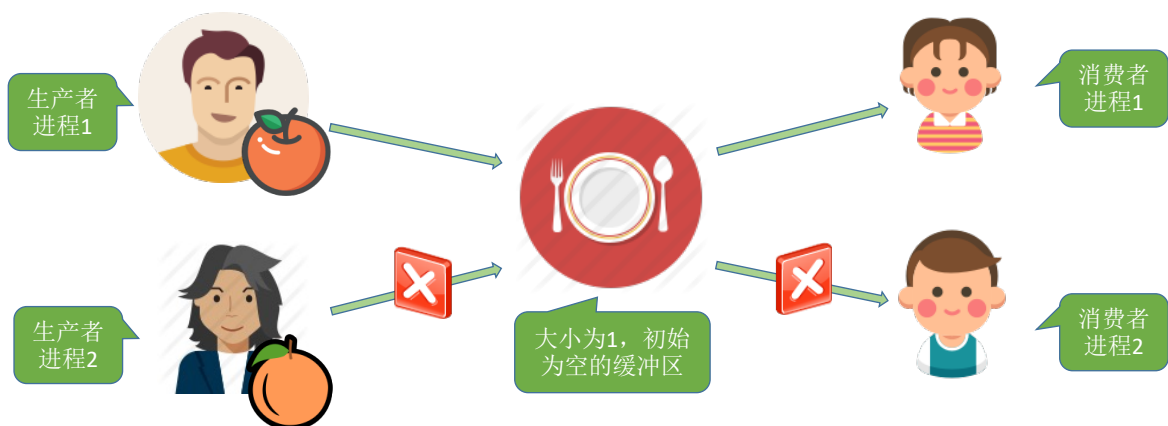 生产者
进程1
消费者
进程1
生产者
进程2
大小为1，初始
为空的缓冲区
消费者
进程2